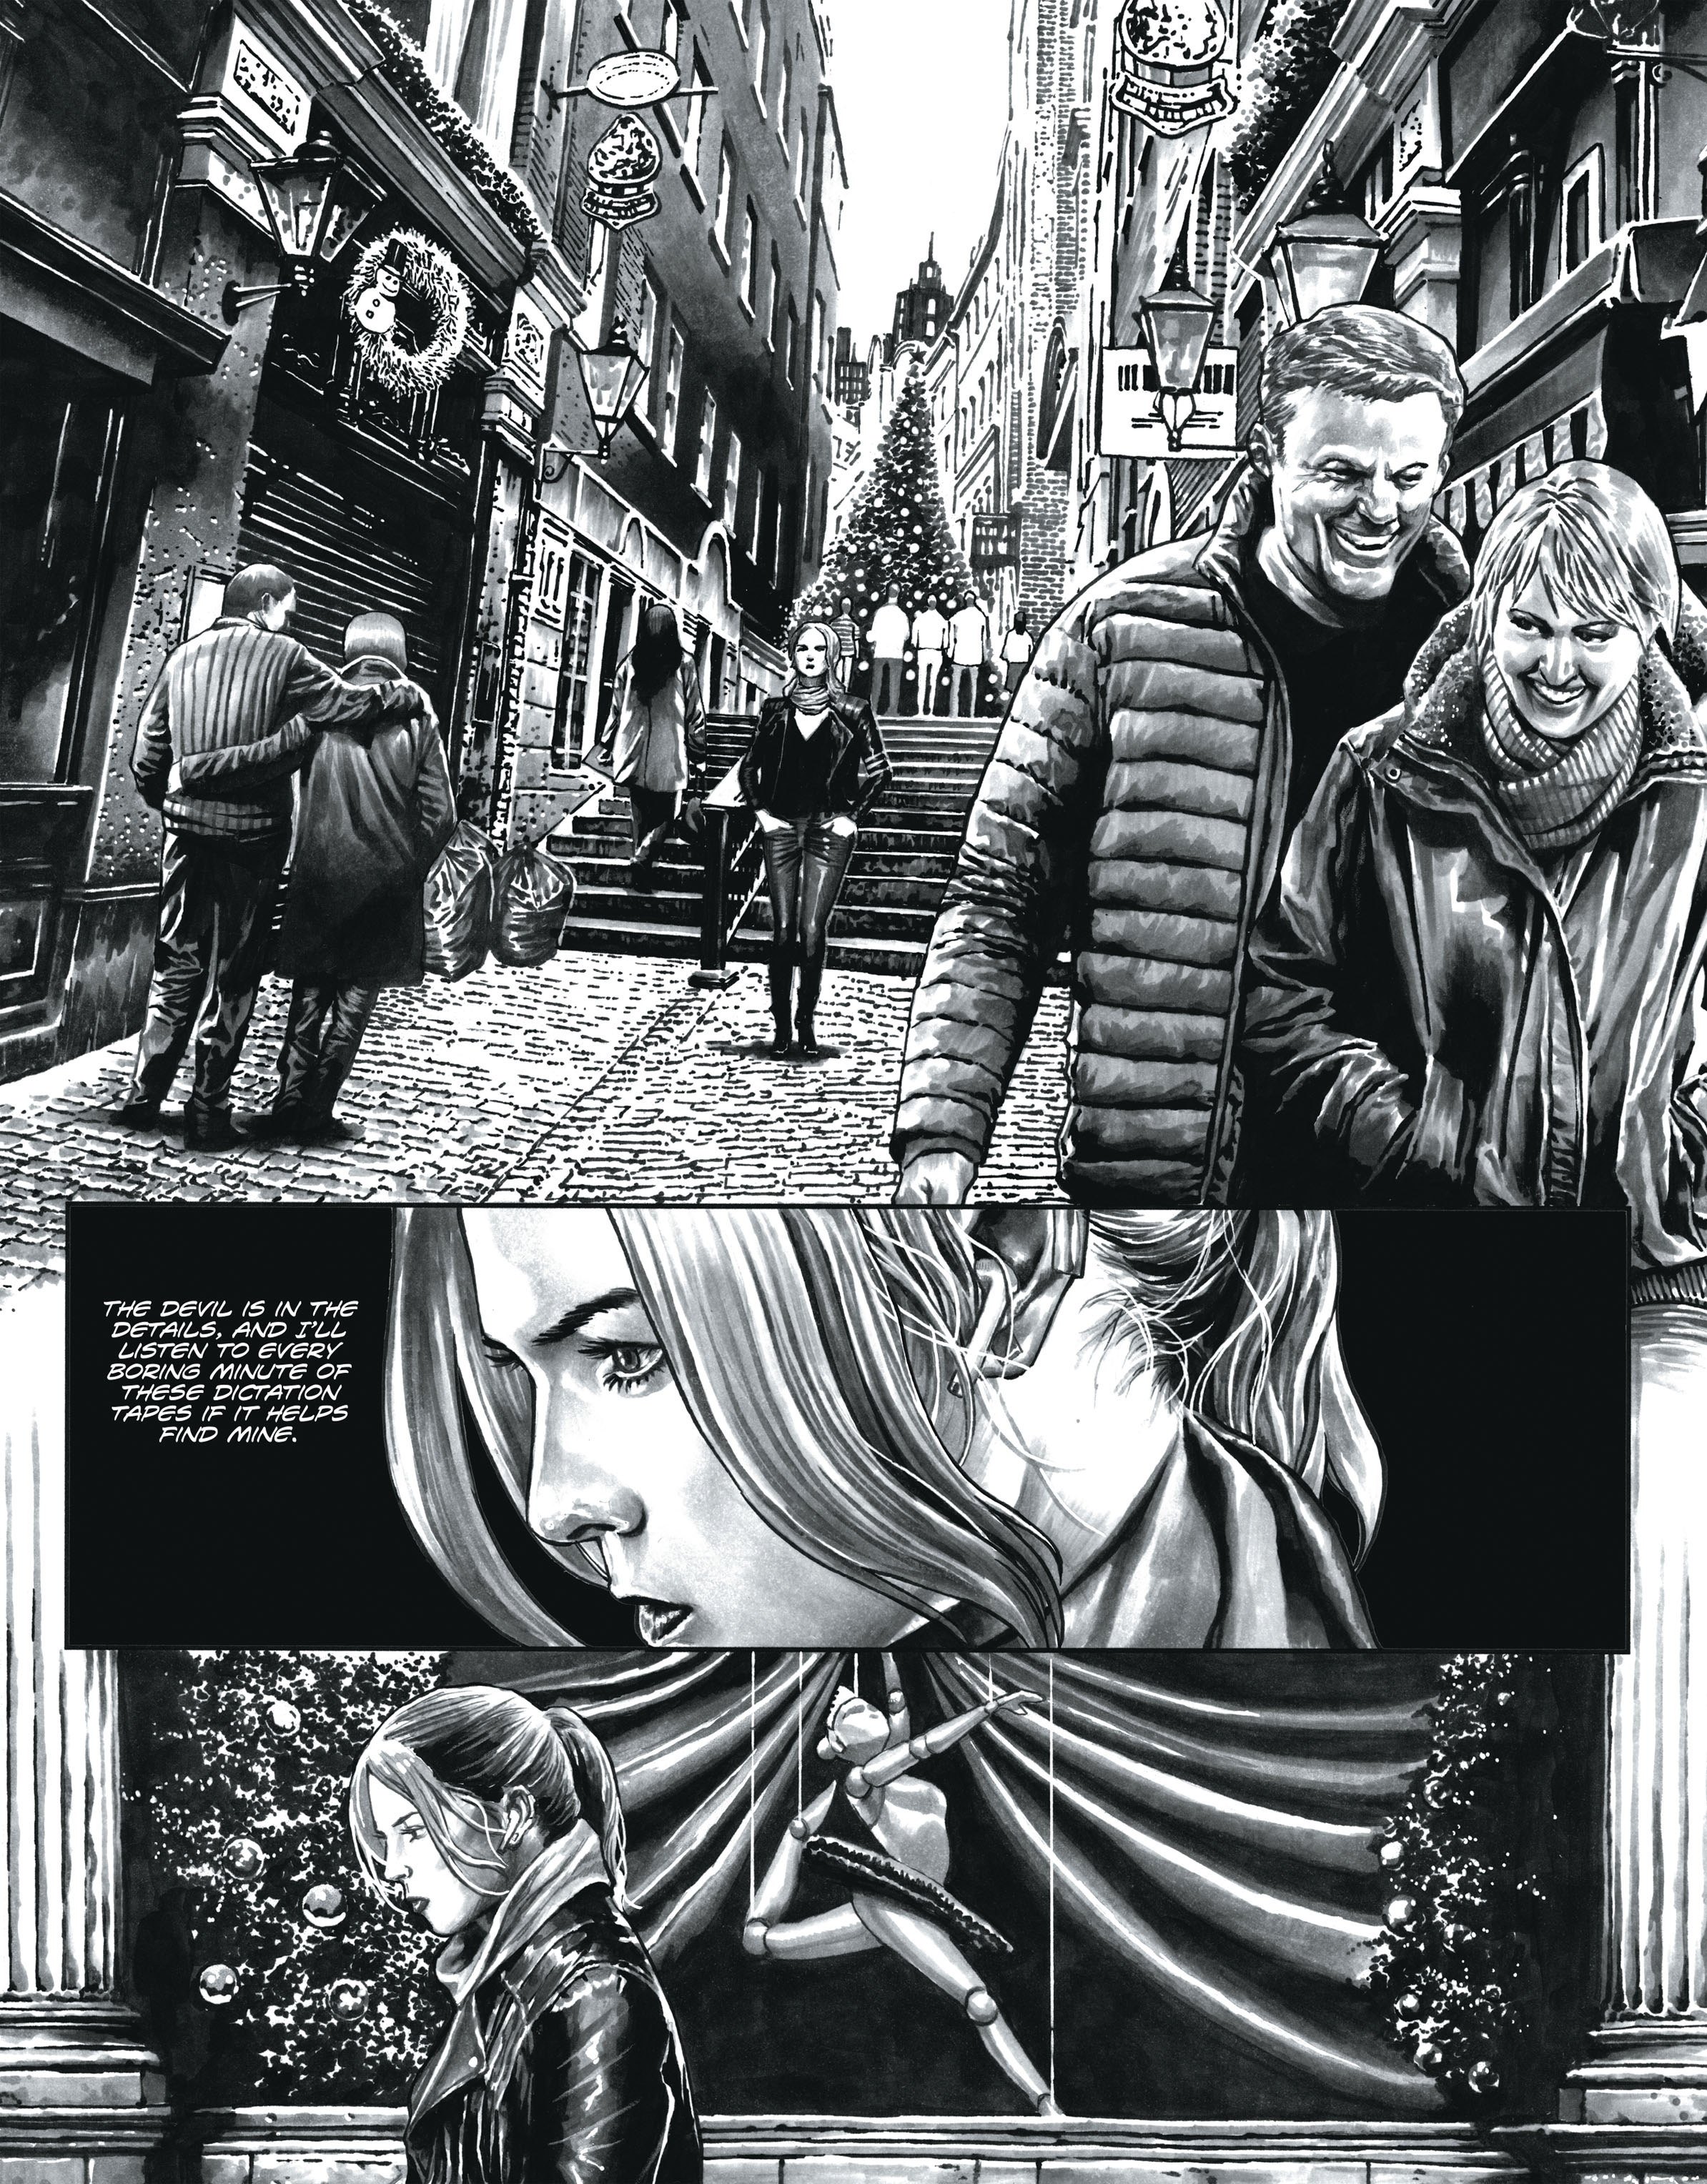 THE DEVIL IS IN THE
DETAILS, AND I'LL
LISTEN TO EVERY
BORING MINUTE OF
THESE DICTATION
TAPES IF IT HELPS
FIND MINE.